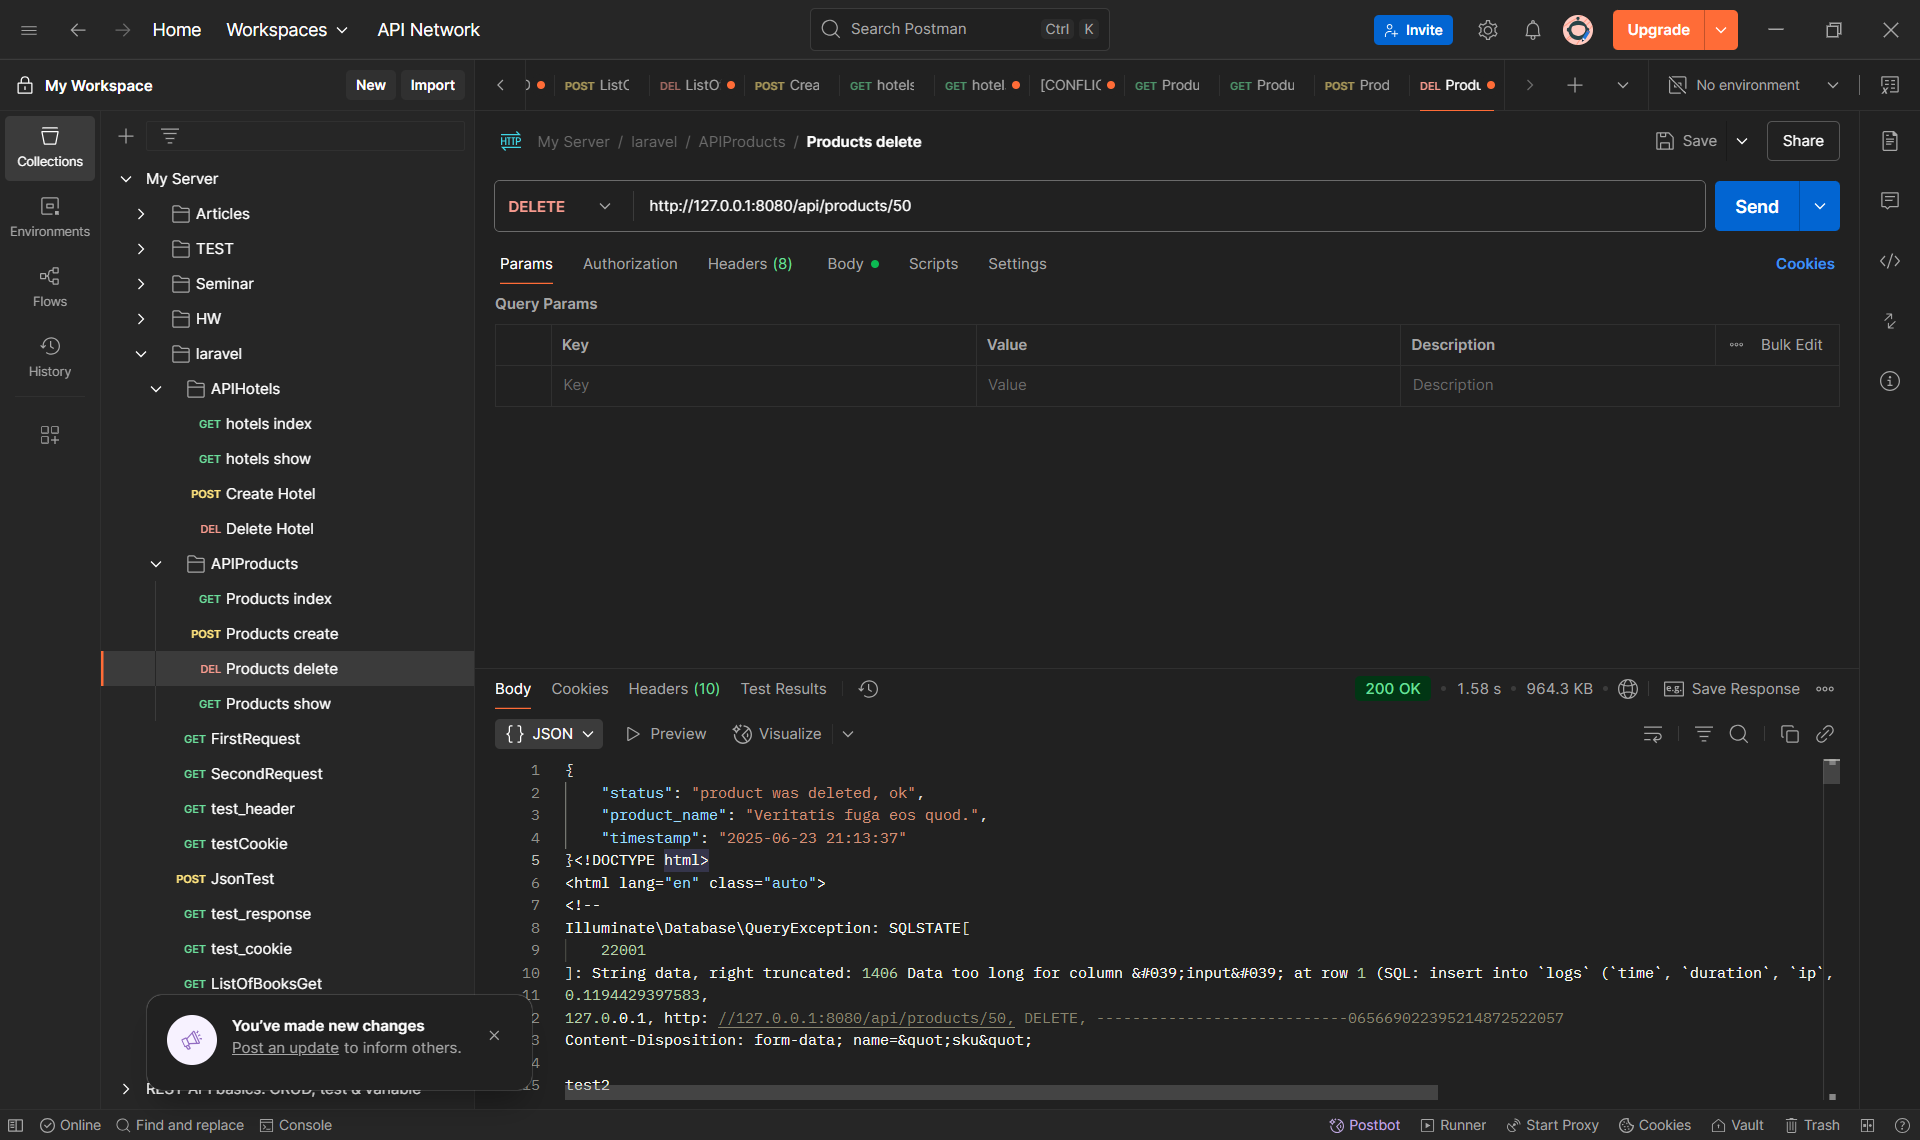 Home
Workspaces
API Network
Search Postman
Ctrl
K
Invite
Upgrade
My Workspace
New
Import
POST ListC
DEL ListO
POST Crea
GET hotels
GET hotel
[CONFLIC
GET Produ
GET Produ
POST Prod
DEL Produ
No environment
Collections
Environments
Flows
History
My Server
Articles
TEST
Seminar
HW
laravel
APIHotels
GET hotels index
GET hotels show
POST Create Hotel
DEL Delete Hotel
APIProducts
GET Products index
POST Products create
DEL Products delete
GET Products show
GET FirstRequest
GET SecondRequest
GET test_header
GET testCookie
POST JsonTest
GET test_response
GET test_cookie
GET ListOfBooksGet
REST API basics: CRUD, test & variable
You've made new changes
Post an update to inform others.
HTTP
My Server / laravel / APIProducts / Products delete
Save
Share
DELETE
http://127.0.0.1:8080/api/products/50
Send
Params
Authorization
Headers (8)
Body
Scripts
Settings
Cookies
Query Params
Key
Value
Description
Bulk Edit
Key
Value
Description
Body
Cookies
Headers (10)
Test Results
200 OK
1.58 s
964.3 KB
e.g.
Save Response
{} JSON
Preview
Visualize
1 {
2 "status": "product was deleted, ok",
3 "product_name": "Veritatis fuga eos quod.",
4 "timestamp": "2025-06-23 21:13:37"
5 }<!DOCTYPE html>
6 <html lang="en" class="auto">
7 <!--
8 Illuminate\Database\QueryException: SQLSTATE[
9 22001
10 ]: String data, right truncated: 1406 Data too long for column &#039;input&#039; at row 1 (SQL: insert into `logs` (`time`, `duration`, `ip`,
11 0.1194429397583,
2 127.0.0.1, http: //127.0.0.1:8080/api/products/50, DELETE, ----------------------------065669022395214872522057
3 Content-Disposition: form-data; name=&quot;sku&quot;
4
15 test2
Online
Find and replace
Console
Postbot
Runner
Start Proxy
Cookies
Vault
Trash